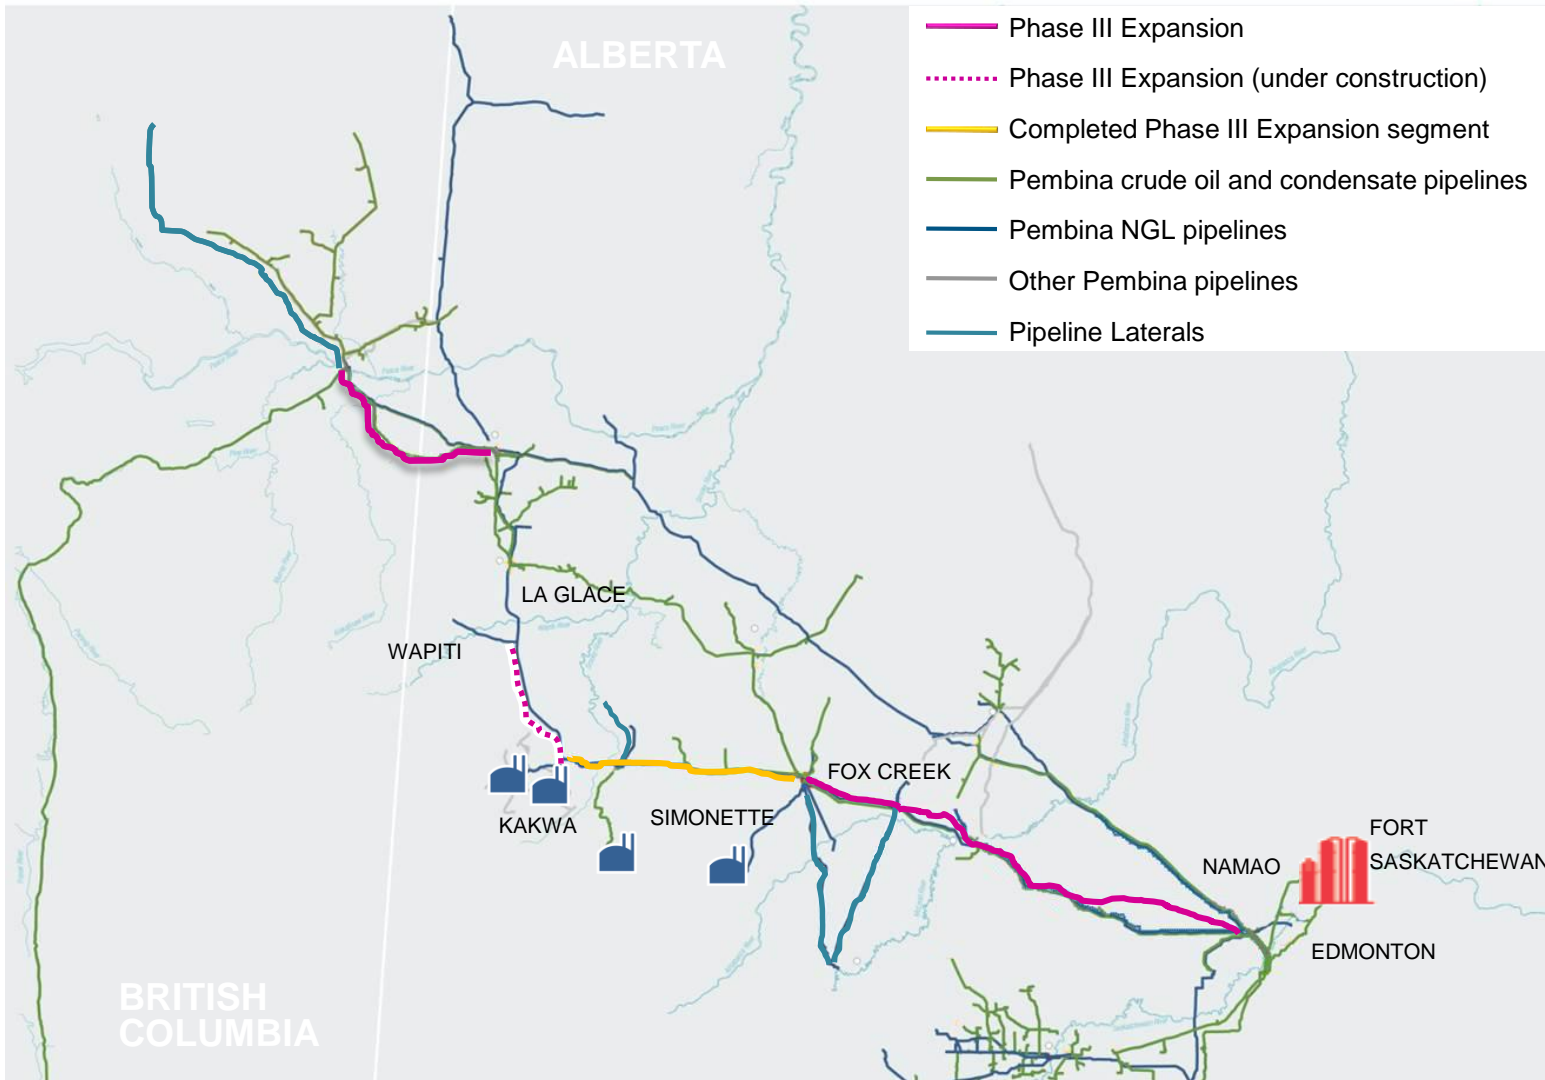 ALBERTA
Phase III Expansion
Phase III Expansion (under construction)
Completed Phase III Expansion segment
Pembina crude oil and condensate pipelines
Pembina NGL pipelines
Other Pembina pipelines
Pipeline Laterals
LA GLACE
WAPITI
FOX CREEK
SIMONETTE
KAKWA
FORT
SASKATCHEWAN
NAMAO
EDMONTON
BRITISH
COLUMBIA